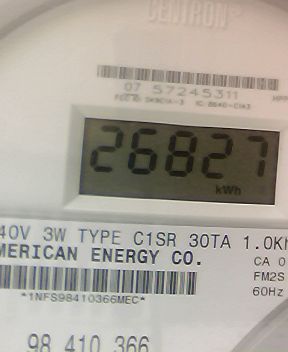 CENTRON®
07 57245311
26827
kWh
40V 3W TYPE C1SR 30TA 1.0Kh
MERICAN ENERGY CO.
CA 0
FM2S
60Hz
*1NFS98410366MEC*
98 410 366